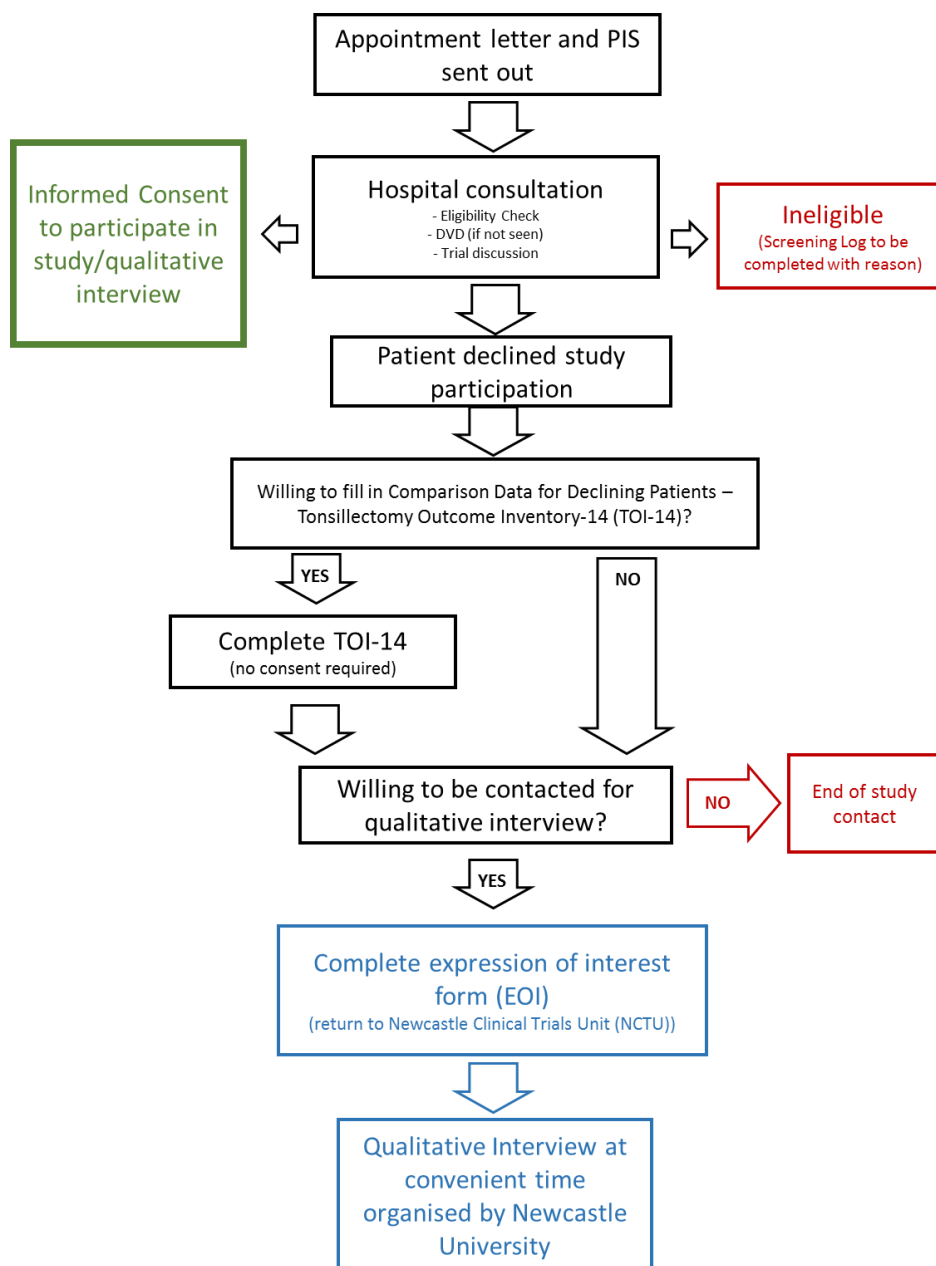 Appointment letter and PIS
sent out
Informed Consent
to participate in
study/qualitative
interview
Hospital consultation
- Eligibility Check
- DVD (if not seen)
- Trial discussion
Ineligible
(Screening Log to be
completed with reason)
Patient declined study
participation
Willing to fill in Comparison Data for Declining Patients –
Tonsillectomy Outcome Inventory-14 (TOI-14)?
YES
NO
Complete TOI-14
(no consent required)
Willing to be contacted for
qualitative interview?
NO
End of study
contact
YES
Complete expression of interest
form (EOI)
(return to Newcastle Clinical Trials Unit (NCTU))
Qualitative Interview at
convenient time
organised by Newcastle
University